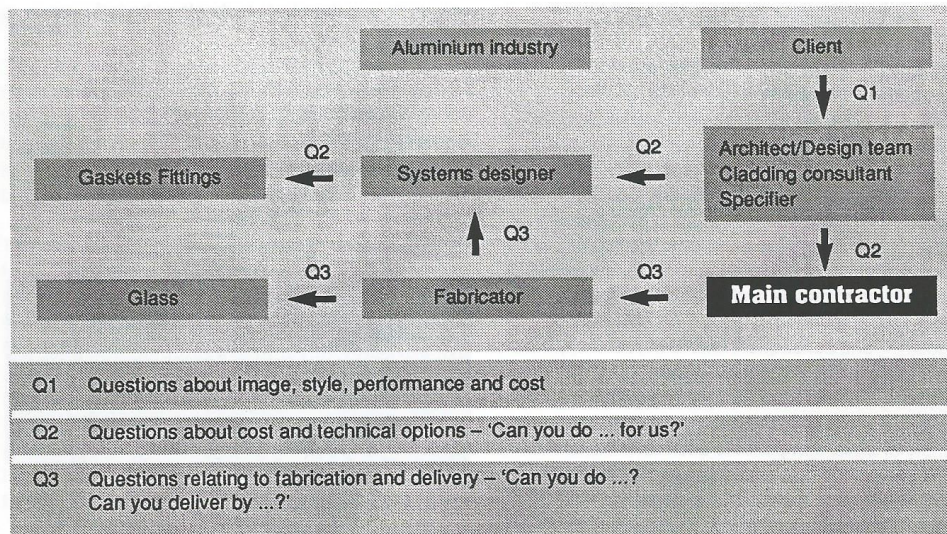 Aluminium industry
Client
Q1
Q2
Q2
Architect/Design team
Cladding consultant
Specifier
Gaskets Fittings
Systems designer
Q3
Q2
Q3
Q3
Glass
Fabricator
Main contractor
Q1 Questions about image, style, performance and cost
Q2 Questions about cost and technical options – ‘Can you do ... for us?’
Q3 Questions relating to fabrication and delivery – ‘Can you do ...?
Can you deliver by ...?’